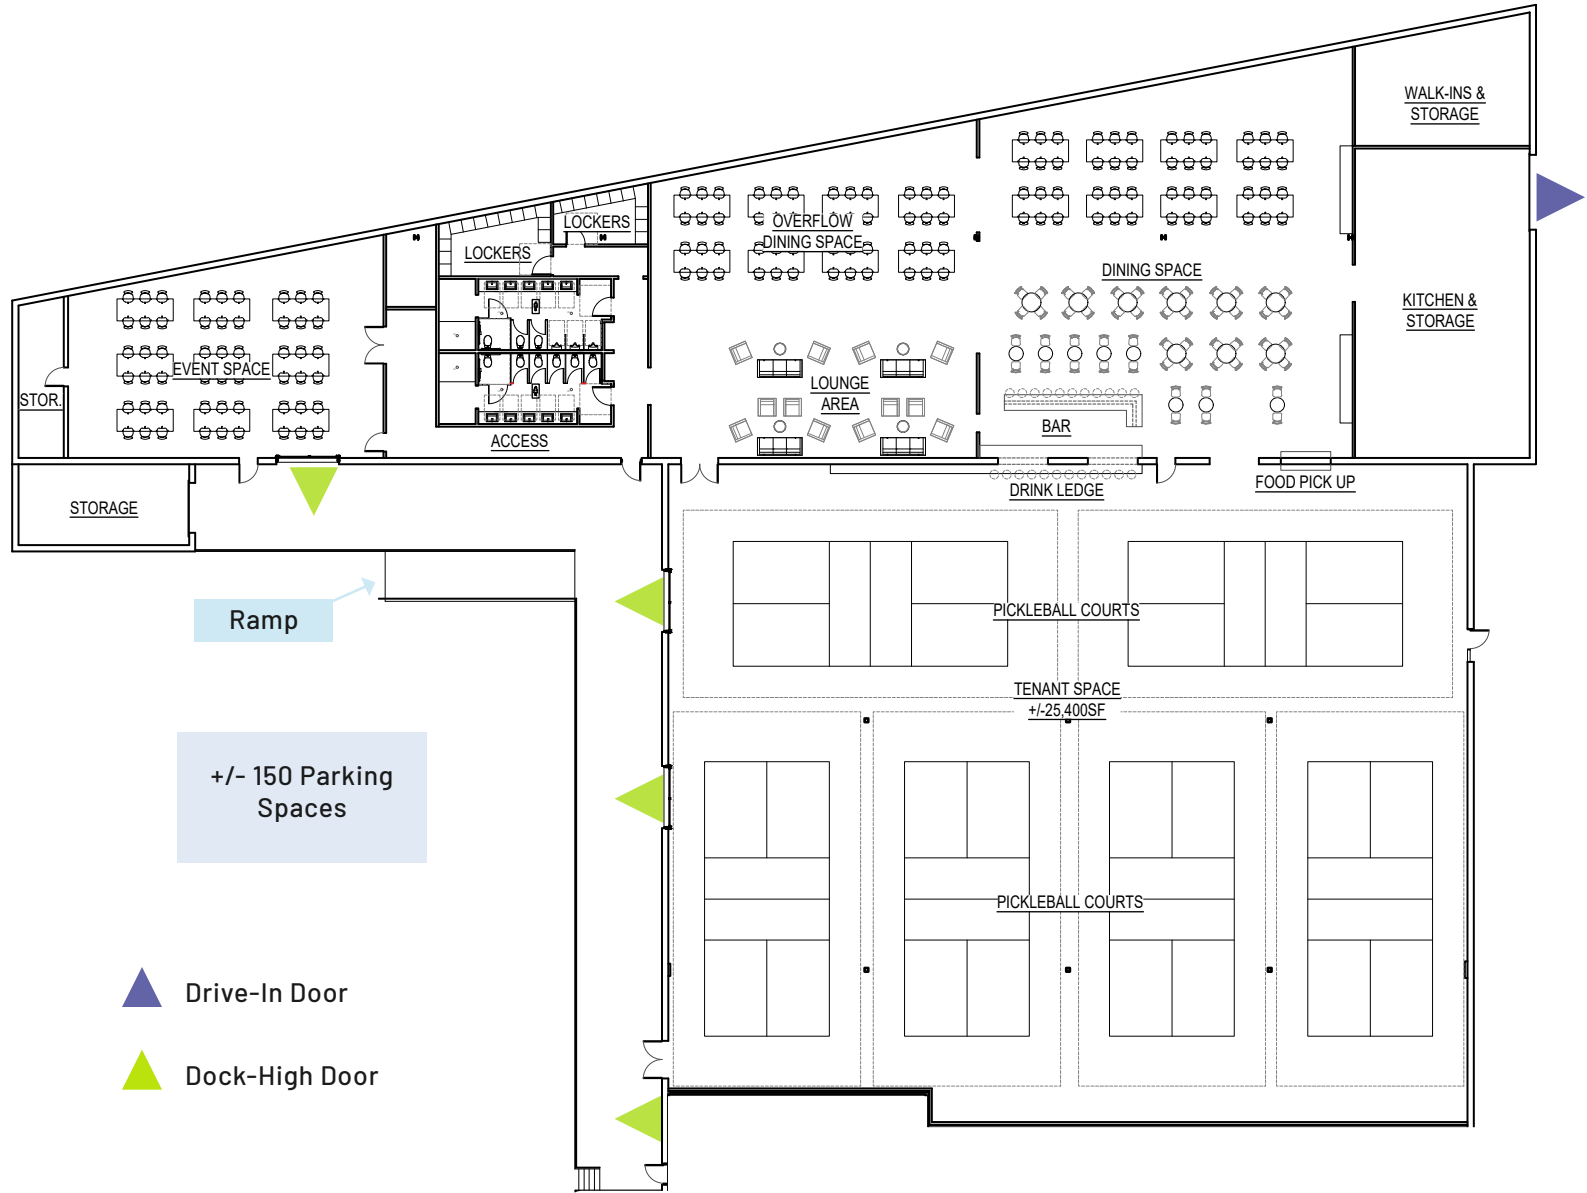 WALK-INS &
STORAGE
LOCKERS
OVERFLOW
DINING SPACE
LOCKERS
DINING SPACE
KITCHEN &
STORAGE
EVENT SPACE
STOR.
LOUNGE
AREA
BAR
ACCESS
FOOD PICK UP
DRINK LEDGE
STORAGE
PICKLEBALL COURTS
Ramp
TENANT SPACE
+/-25,400SF
+/- 150 Parking
Spaces
PICKLEBALL COURTS
Drive-In Door
Dock-High Door